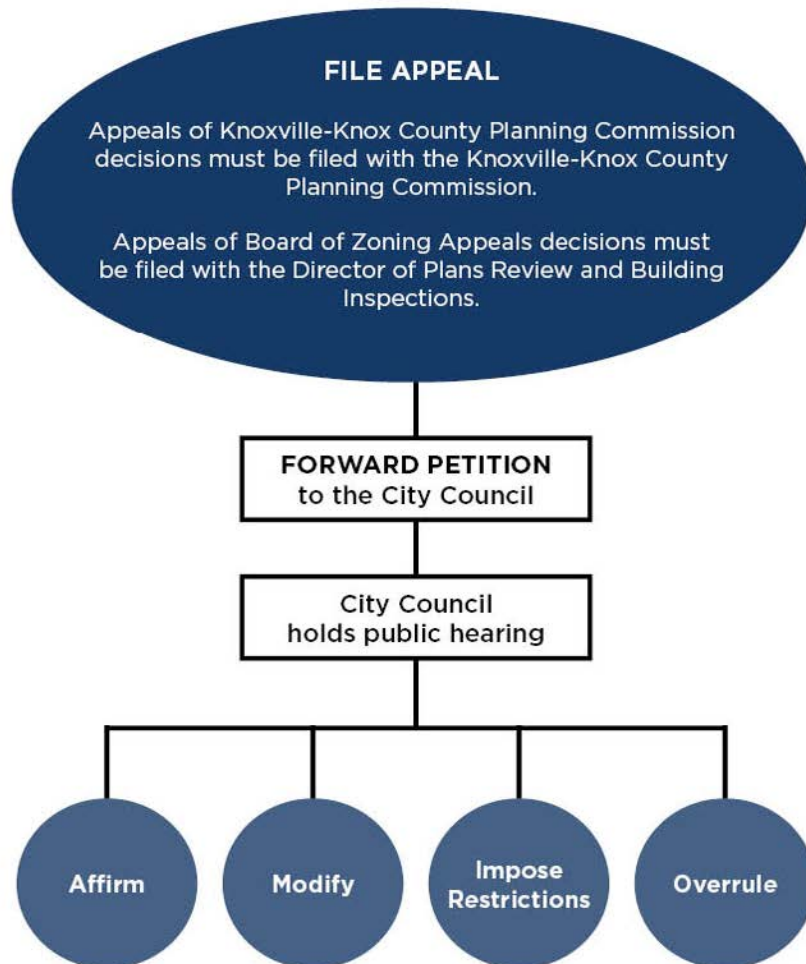 FILE APPEAL
Appeals of Knoxville-Knox County Planning Commission
decisions must be filed with the Knoxville-Knox County
Planning Commission.
Appeals of Board of Zoning Appeals decisions must
be filed with the Director of Plans Review and Building
Inspections.
FORWARD PETITION
to the City Council
City Council
holds public hearing
Affirm
Modify
Impose
Restrictions
Overrule